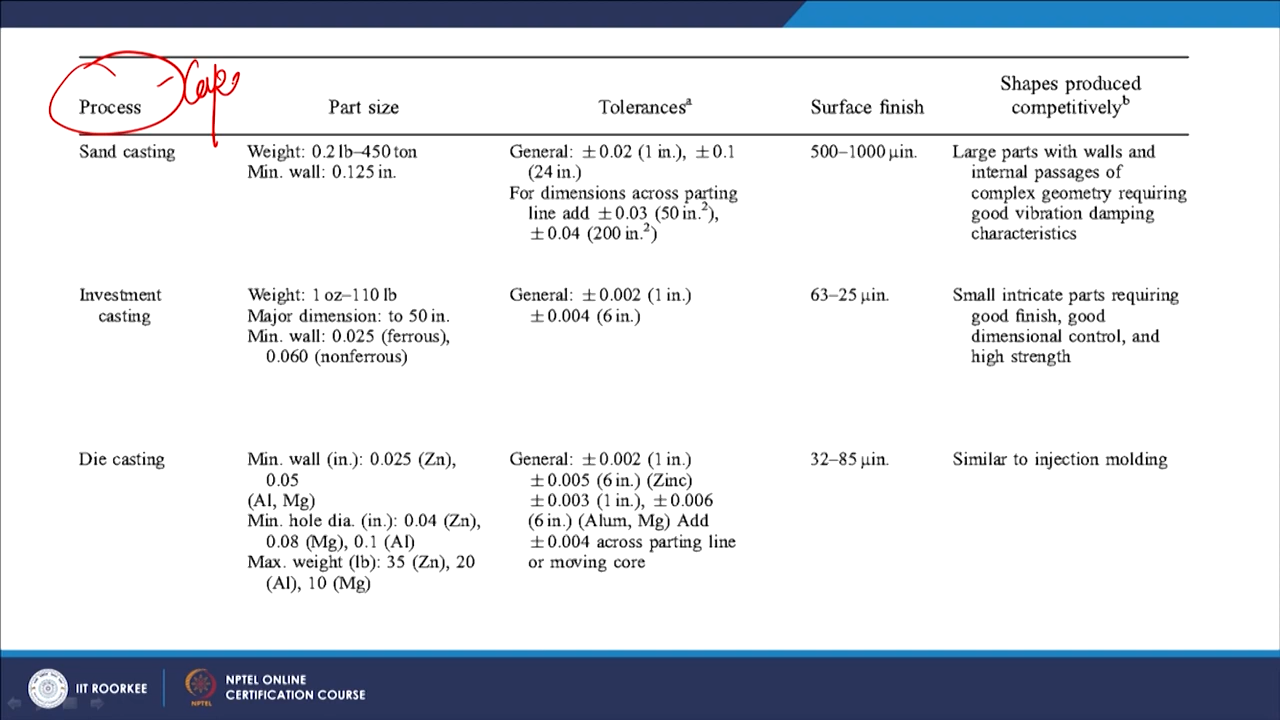 Process
Part size
Tolerancesᵃ
Surface finish
Shapes produced
competitivelyᵇ
Sand casting
Weight: 0.2 lb–450 ton
Min. wall: 0.125 in.
General: ±0.02 (1 in.), ±0.1
(24 in.)
For dimensions across parting
line add ±0.03 (50 in.²),
±0.04 (200 in.²)
500–1000 μin.
Large parts with walls and
internal passages of
complex geometry requiring
good vibration damping
characteristics
Investment
casting
Weight: 1 oz–110 lb
Major dimension: to 50 in.
Min. wall: 0.025 (ferrous),
0.060 (nonferrous)
General: ±0.002 (1 in.)
±0.004 (6 in.)
63–25 μin.
Small intricate parts requiring
good finish, good
dimensional control, and
high strength
Die casting
Min. wall (in.): 0.025 (Zn),
0.05
(Al, Mg)
Min. hole dia. (in.): 0.04 (Zn),
0.08 (Mg), 0.1 (Al)
Max. weight (lb): 35 (Zn), 20
(Al), 10 (Mg)
General: ±0.002 (1 in.)
±0.005 (6 in.) (Zinc)
±0.003 (1 in.), ±0.006
(6 in.) (Alum, Mg) Add
±0.004 across parting line
or moving core
32–85 μin.
Similar to injection molding
IIT ROORKEE
NPTEL
NPTEL ONLINE
CERTIFICATION COURSE